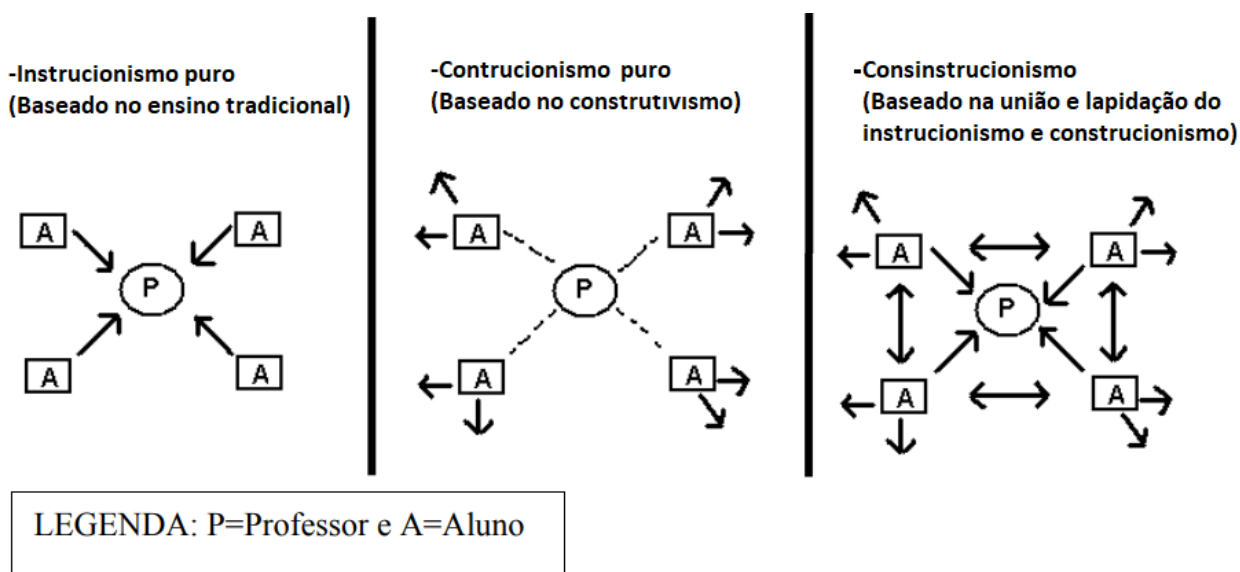 -Instrucionismo puro
(Baseado no ensino tradicional)
-Contrucionismo puro
(Baseado no construtivismo)
-Consinstrucionismo
(Baseado na união e lapidação do
instrucionismo e construcionismo)
A
A
P
A
A
A
A
P
A
A
A
A
P
A
A
LEGENDA: P=Professor e A=Aluno